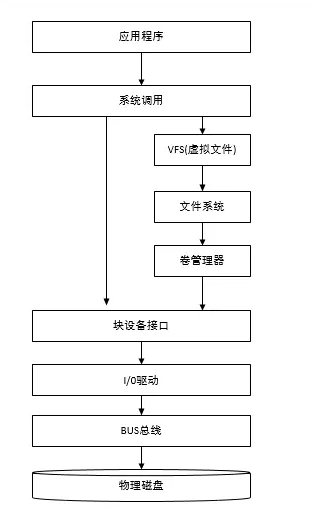 应用程序
系统调用
VFS(虚拟文件)
文件系统
卷管理器
块设备接口
I/O驱动
BUS总线
物理磁盘